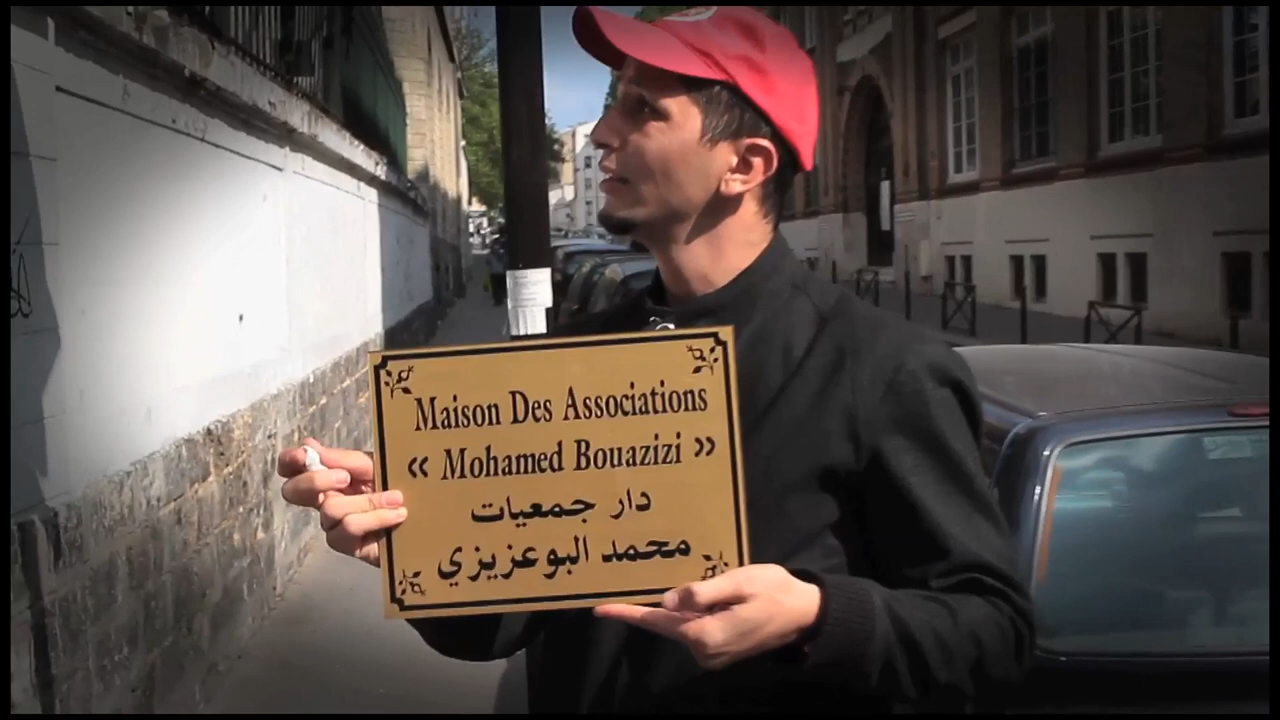 Maison Des Associations
« Mohamed Bouazizi »
دار جمعيات
محمد البوعزيزي